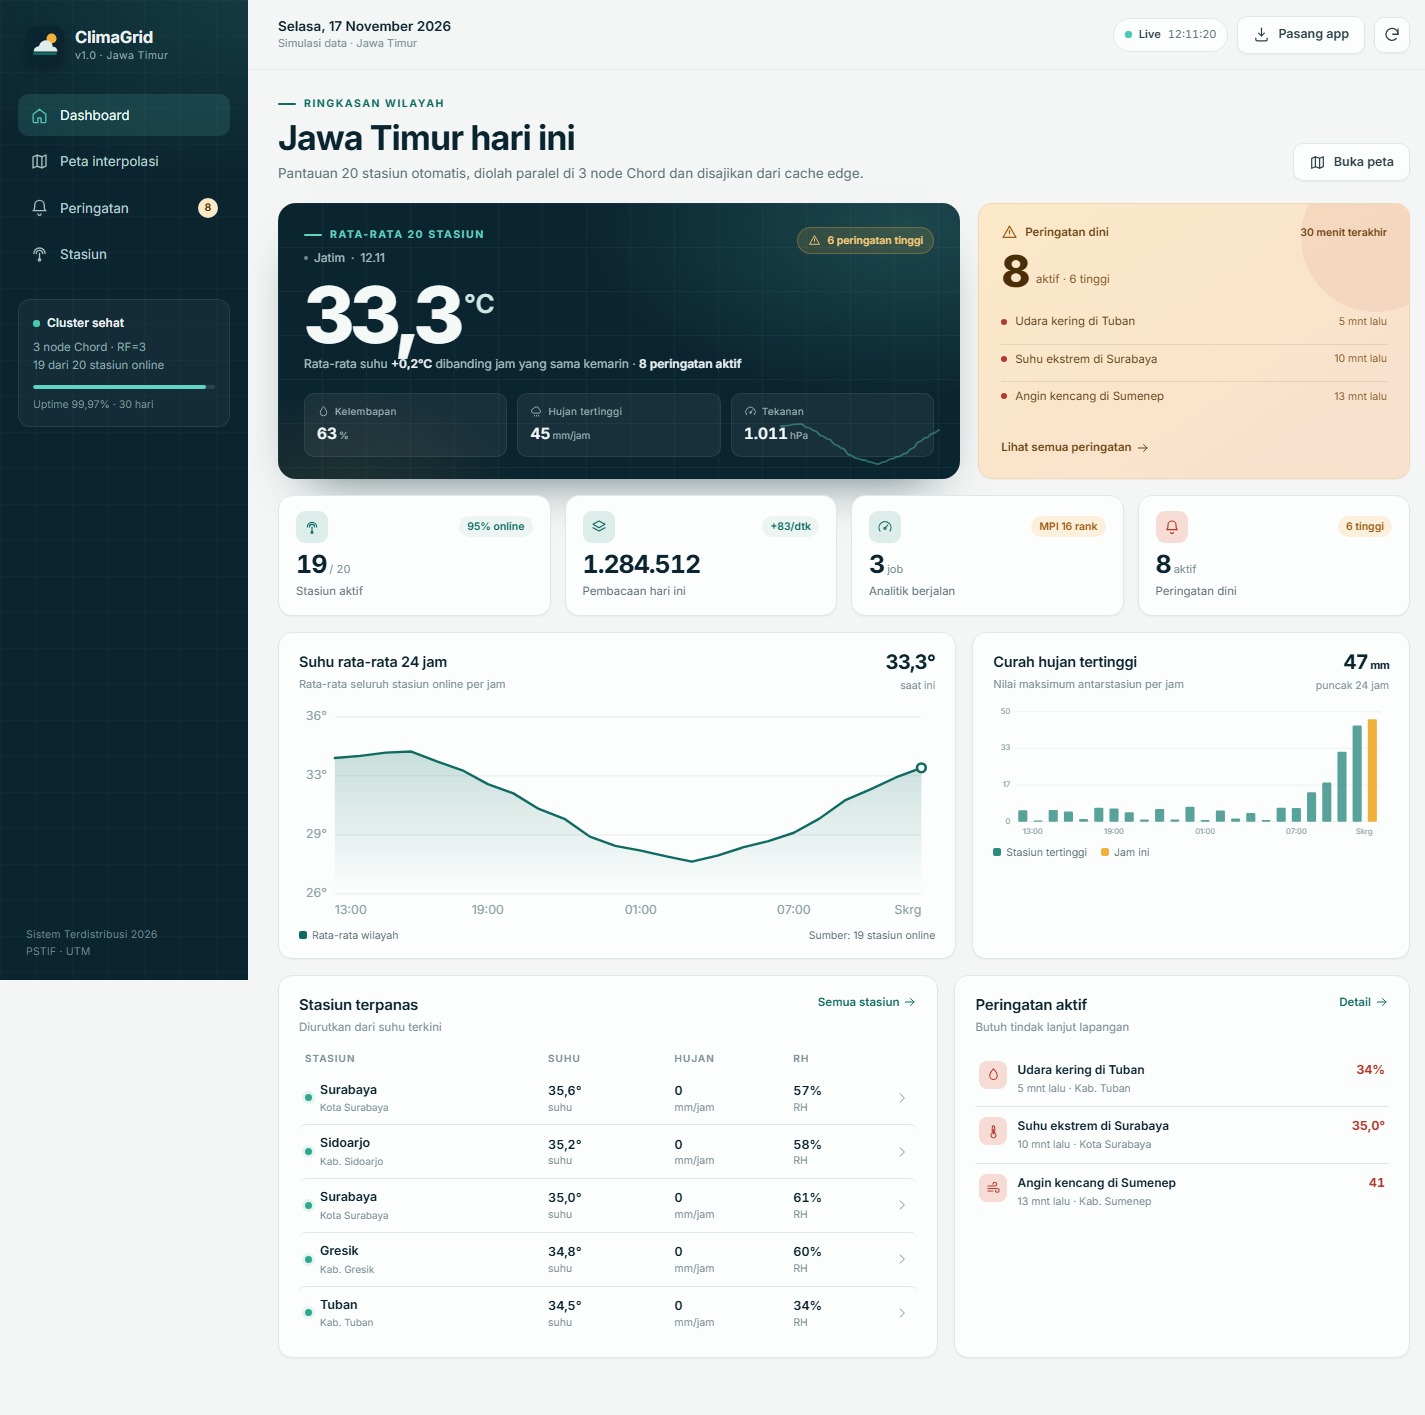 ClimaGrid
v1.0 · Jawa Timur
Dashboard
Peta interpolasi
Peringatan 8
Stasiun
Cluster sehat
3 node Chord · RF=3
19 dari 20 stasiun online
Uptime 99,97% · 30 hari
Sistem Terdistribusi 2026
PSTIF · UTM
Selasa, 17 November 2026
Simulasi data · Jawa Timur
Live 12:11:20
Pasang app
RINGKASAN WILAYAH
Jawa Timur hari ini
Pantauan 20 stasiun otomatis, diolah paralel di 3 node Chord dan disajikan dari cache edge.
Buka peta
RATA-RATA 20 STASIUN
6 peringatan tinggi
Jatim · 12.11
33,3°C
Rata-rata suhu +0,2°C dibanding jam yang sama kemarin · 8 peringatan aktif
Kelembapan
63 %
Hujan tertinggi
45 mm/jam
Tekanan
1.011 hPa
Peringatan dini
30 menit terakhir
8 aktif · 6 tinggi
Udara kering di Tuban 5 mnt lalu
Suhu ekstrem di Surabaya 10 mnt lalu
Angin kencang di Sumenep 13 mnt lalu
Lihat semua peringatan →
95% online
19 / 20
Stasiun aktif
+83/dtk
1.284.512
Pembacaan hari ini
MPI 16 rank
3 job
Analitik berjalan
6 tinggi
8 aktif
Peringatan dini
Suhu rata-rata 24 jam
Rata-rata seluruh stasiun online per jam
33,3°
saat ini
36°
33°
29°
26°
13:00 19:00 01:00 07:00 Skrg
Rata-rata wilayah
Sumber: 19 stasiun online
Curah hujan tertinggi
Nilai maksimum antarstasiun per jam
47 mm
puncak 24 jam
50
33
17
0
13:00 19:00 01:00 07:00 Skrg
Stasiun tertinggi
Jam ini
Stasiun terpanas
Diurutkan dari suhu terkini
Semua stasiun →
STASIUN SUHU HUJAN RH
Surabaya 35,6° 0 57%
Kota Surabaya suhu mm/jam RH
Sidoarjo 35,2° 0 58%
Kab. Sidoarjo suhu mm/jam RH
Surabaya 35,0° 0 61%
Kota Surabaya suhu mm/jam RH
Gresik 34,8° 0 60%
Kab. Gresik suhu mm/jam RH
Tuban 34,5° 0 34%
Kab. Tuban suhu mm/jam RH
Peringatan aktif
Butuh tindak lanjut lapangan
Detail →
Udara kering di Tuban 34%
5 mnt lalu · Kab. Tuban
Suhu ekstrem di Surabaya 35,0°
10 mnt lalu · Kota Surabaya
Angin kencang di Sumenep 41
13 mnt lalu · Kab. Sumenep